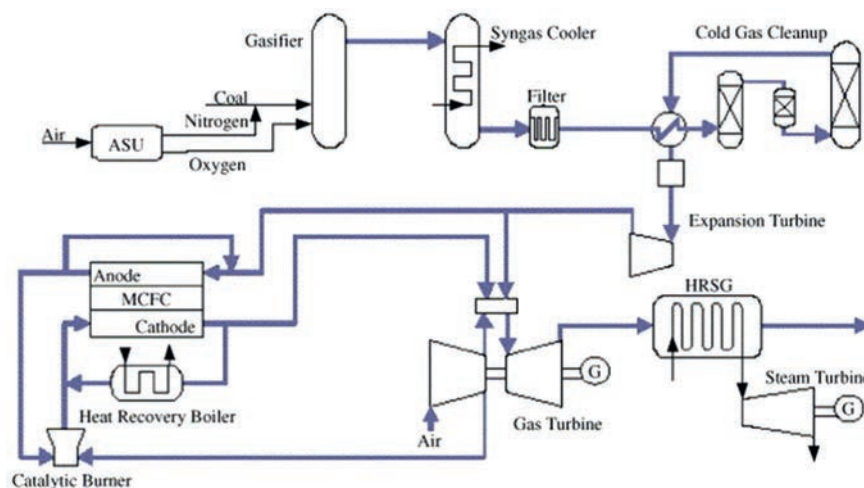 Gasifier
Syngas Cooler
Cold Gas Cleanup
Coal
Nitrogen
Filter
Air
ASU
Oxygen
Expansion Turbine
Anode
MCFC
Cathode
HRSG
Heat Recovery Boiler
G
Steam Turbine
G
Air
Gas Turbine
Catalytic Burner